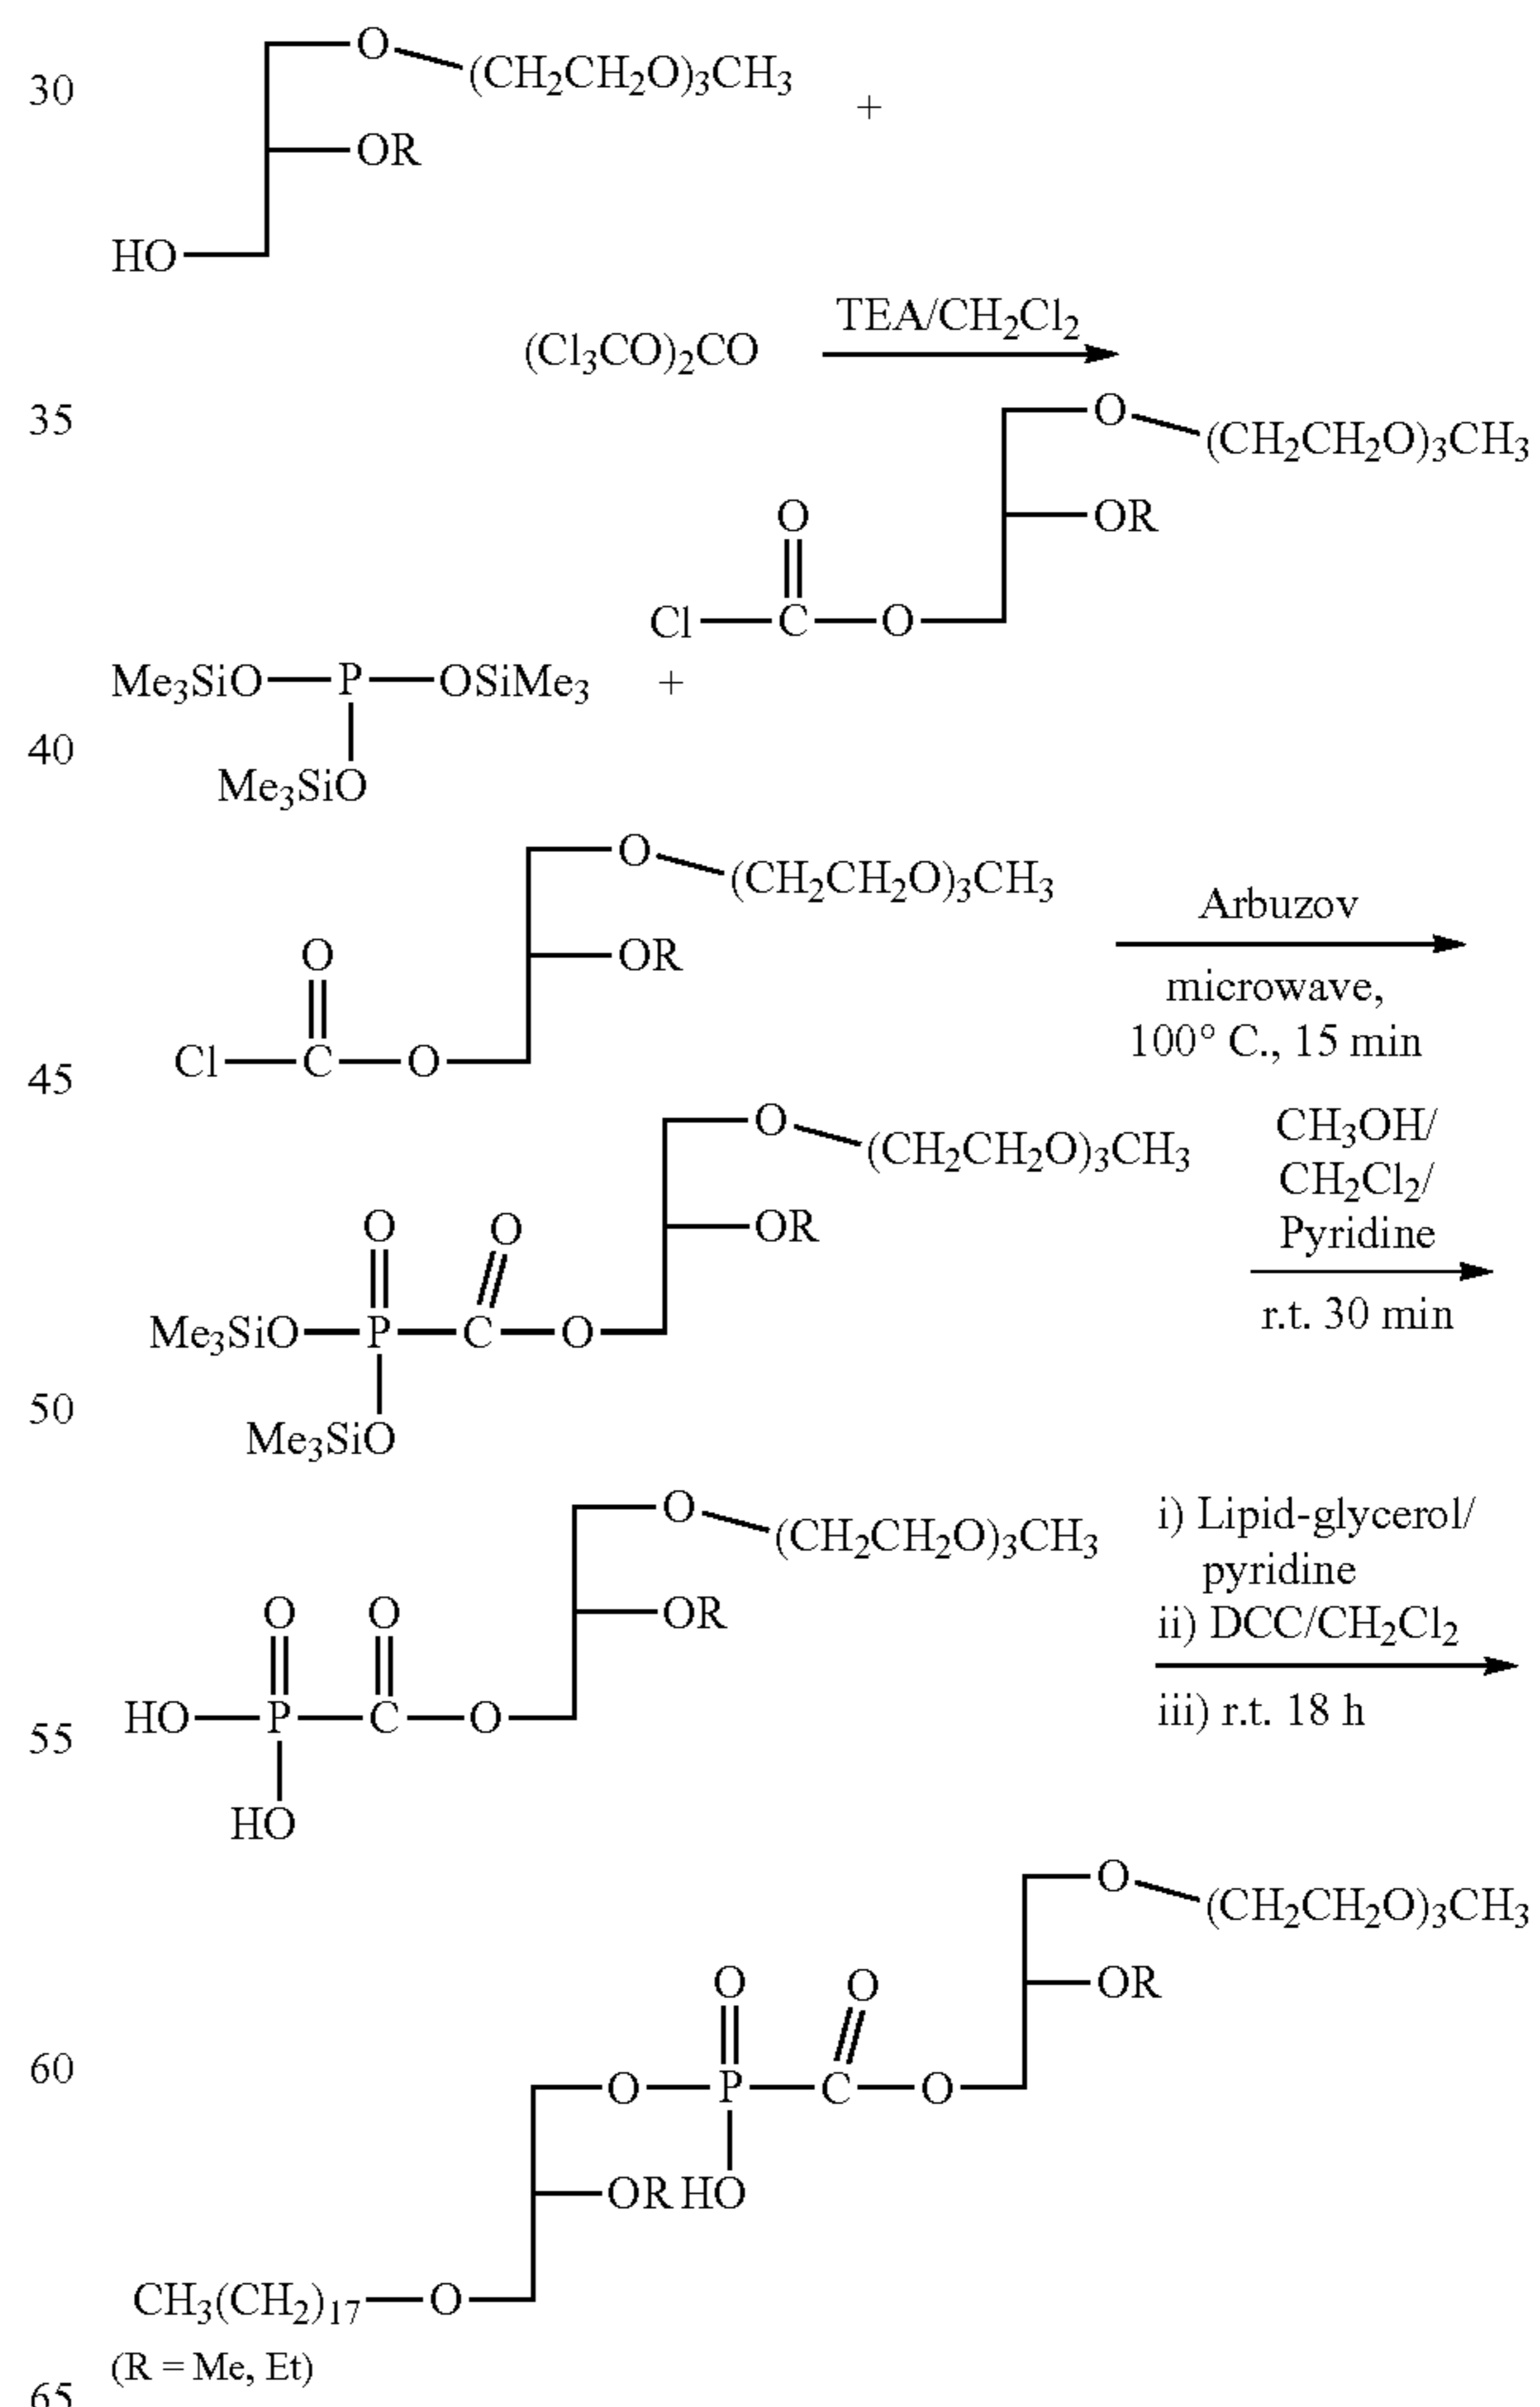 O
(CH₂CH₂O)₃CH₃
30
+
OR
HO
(Cl₃CO)₂CO
TEA/CH₂Cl₂
35
O
(CH₂CH₂O)₃CH₃
O
OR
Cl C O
Me₃SiO P OSiMe₃ +
40
Me₃SiO
O
(CH₂CH₂O)₃CH₃
O
OR
Cl C O
45
Arbuzov
microwave,
100° C., 15 min
O
(CH₂CH₂O)₃CH₃
O O
OR
Me₃SiO P C O
50
Me₃SiO
CH₃OH/
CH₂Cl₂/
Pyridine
r.t. 30 min
O
(CH₂CH₂O)₃CH₃
O O
OR
HO P C O
55
HO
i) Lipid-glycerol/
pyridine
ii) DCC/CH₂Cl₂
iii) r.t. 18 h
O
(CH₂CH₂O)₃CH₃
O O
OR
60
O P C O
OR HO
CH₃(CH₂)₁₇ O
(R = Me, Et)
65